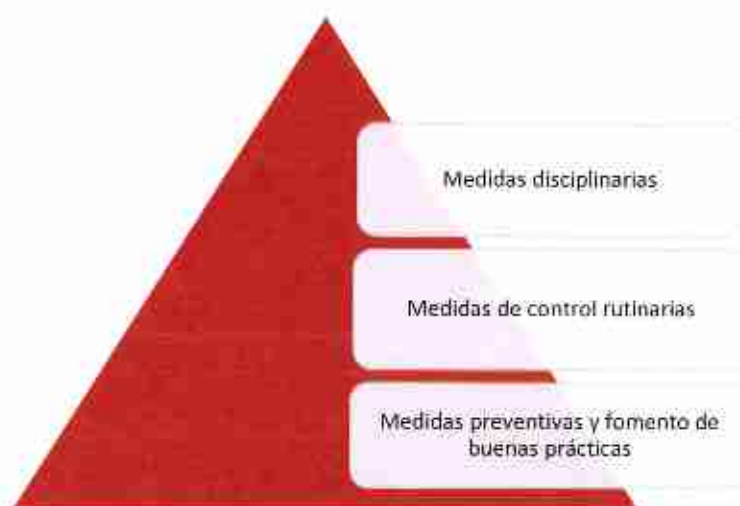 Medidas disciplinarias
Medidas de control rutinarias
Medidas preventivas y fomento de
buenas prácticas